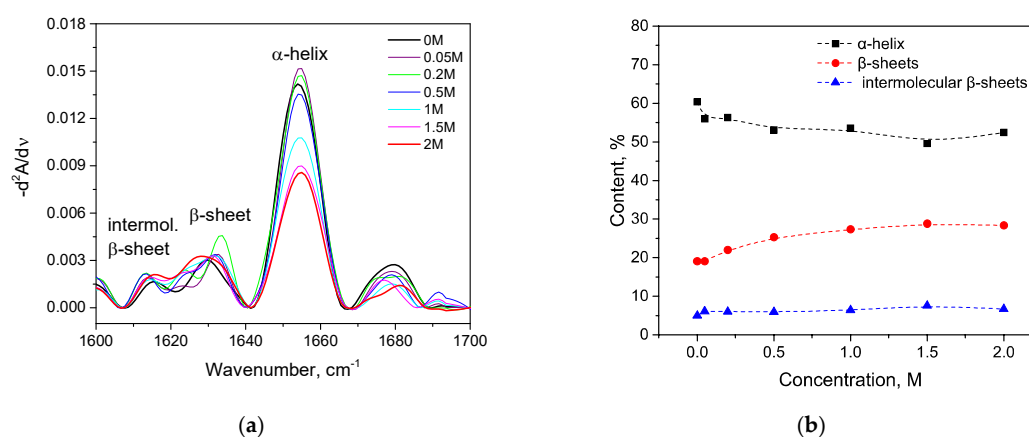 0.018
0.015
0.012
0.009
0.006
0.003
0.000
-d²A/dν
1600
1620
1640
1660
1680
1700
Wavenumber, cm⁻¹
intermol.
β-sheet
β-sheet
α-helix
0M
0.05M
0.2M
0.5M
1M
1.5M
2M
(a)
80
70
60
50
40
30
20
10
0
Content, %
0.0
0.5
1.0
1.5
2.0
Concentration, M
α-helix
β-sheets
intermolecular β-sheets
(b)